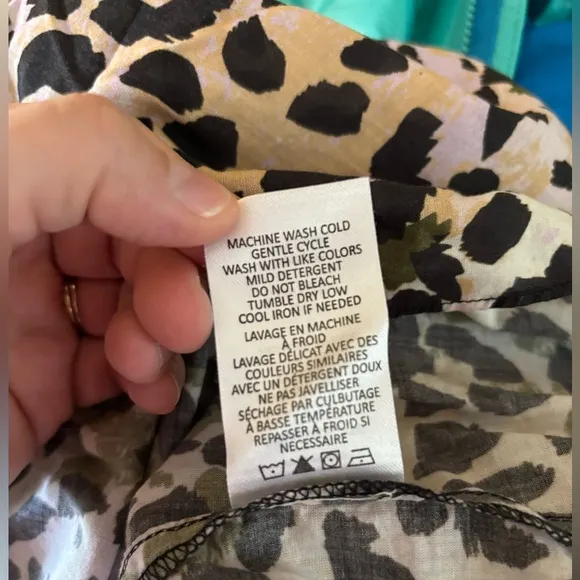 MACHINE WASH COLD
GENTLE CYCLE
WASH WITH LIKE COLORS
MILD DETERGENT
DO NOT BLEACH
TUMBLE DRY LOW
COOL IRON IF NEEDED
LAVAGE EN MACHINE
À FROID
LAVAGE DÉLICAT AVEC DES
COULEURS SIMILAIRES
AVEC UN DÉTERGENT DOUX
NE PAS JAVELLISER
SÉCHAGE PAR CULBUTAGE
À BASSE TEMPÉRATURE
REPASSER À FROID SI
NÉCESSAIRE